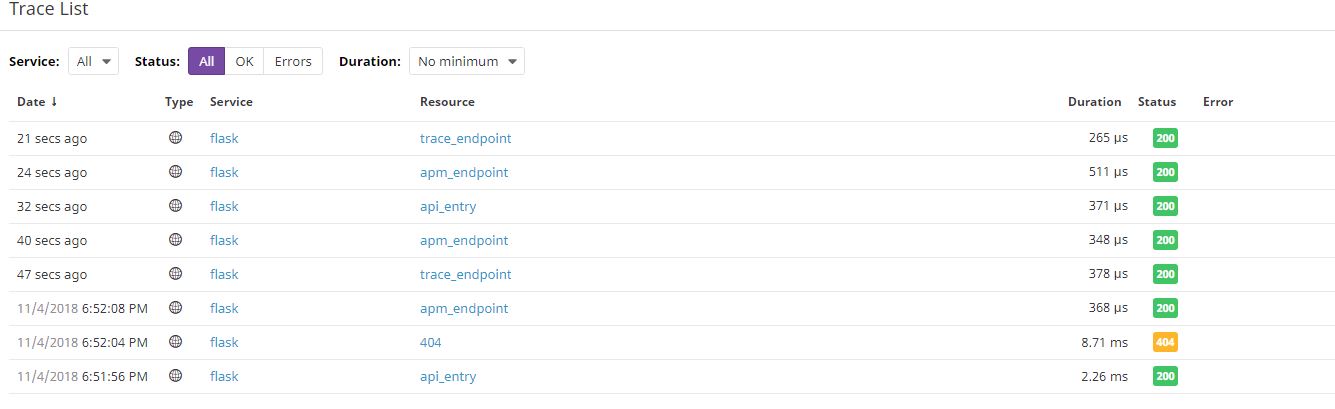 Trace List
Service: All Status: All OK Errors Duration: No minimum
Date ↓ Type Service Resource Duration Status Error
21 secs ago flask trace_endpoint 265 µs 200
24 secs ago flask apm_endpoint 511 µs 200
32 secs ago flask api_entry 371 µs 200
40 secs ago flask apm_endpoint 348 µs 200
47 secs ago flask trace_endpoint 378 µs 200
11/4/2018 6:52:08 PM flask apm_endpoint 368 µs 200
11/4/2018 6:52:04 PM flask 404 8.71 ms 404
11/4/2018 6:51:56 PM flask api_entry 2.26 ms 200